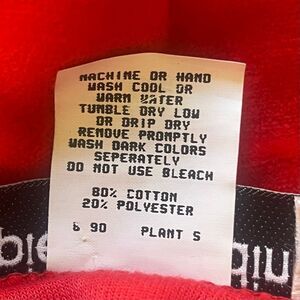 MACHINE OR HAND
WASH COOL OR
WARM WATER
TUMBLE DRY LOW
OR DRIP DRY
REMOVE PROMPTLY
WASH DARK COLORS
SEPERATELY
DO NOT USE BLEACH
80% COTTON
20% POLYESTER
6 90 PLANT S